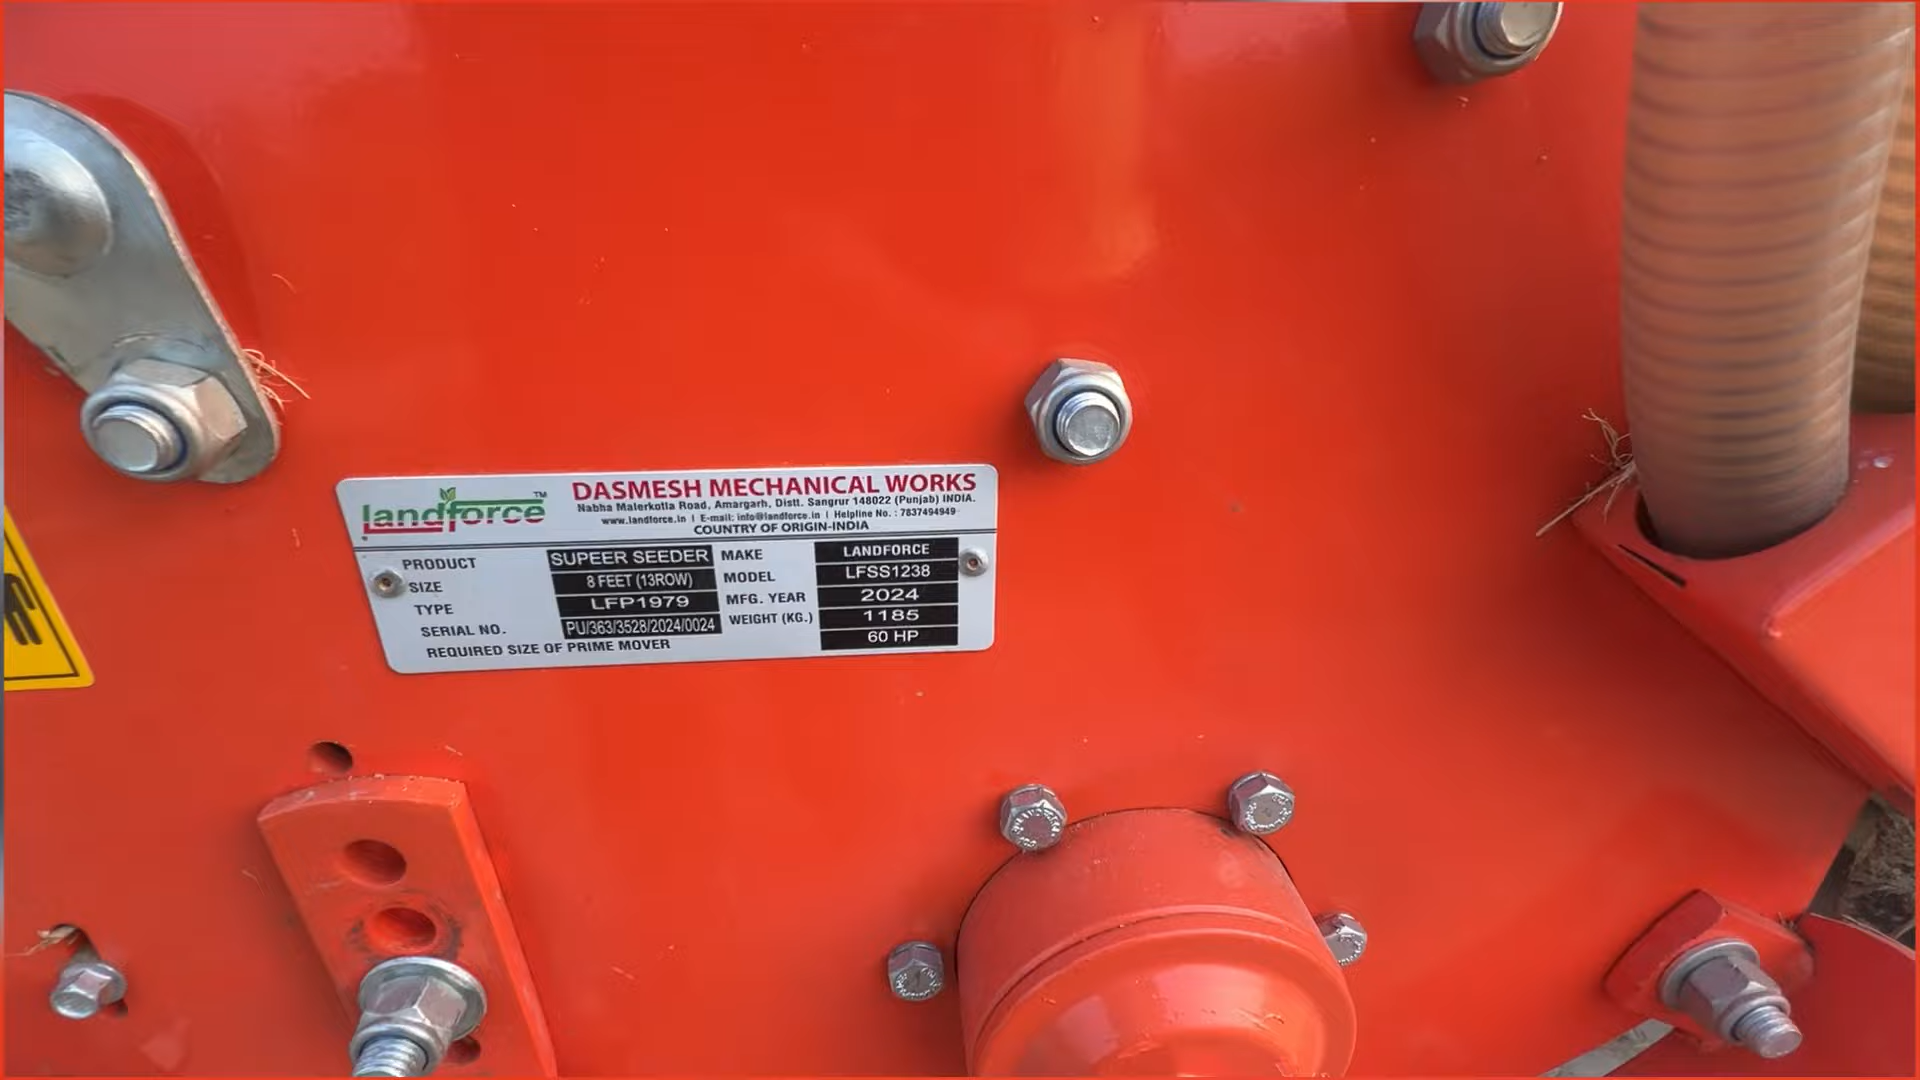 landforce™
DASMESH MECHANICAL WORKS
Nabha Malerkotla Road, Amargarh, Distt. Sangrur 148022 (Punjab) INDIA.
www.landforce.in | E-mail: info@landforce.in | Helpline No. : 7837494949
COUNTRY OF ORIGIN-INDIA
PRODUCT SUPEER SEEDER MAKE LANDFORCE
SIZE 8 FEET (13ROW) MODEL LFSS1238
TYPE LFP1979 MFG. YEAR 2024
SERIAL NO. PU/363/3528/2024/0024 WEIGHT (KG.) 1185
REQUIRED SIZE OF PRIME MOVER 60 HP